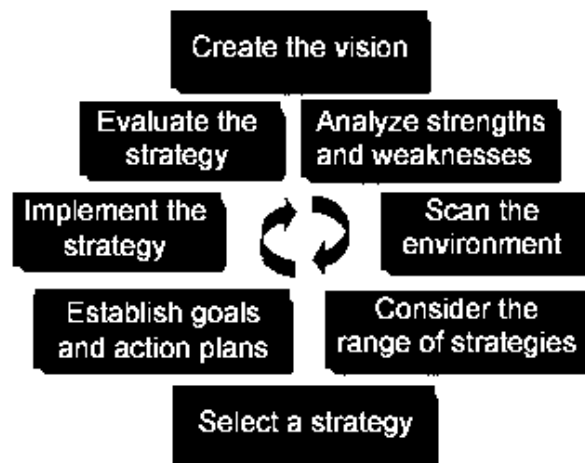 Create the vision
Evaluate the
strategy
Analyze strengths
and weaknesses
Implement the
strategy
Scan the
environment
Establish goals
and action plans
Consider the
range of strategies
Select a strategy